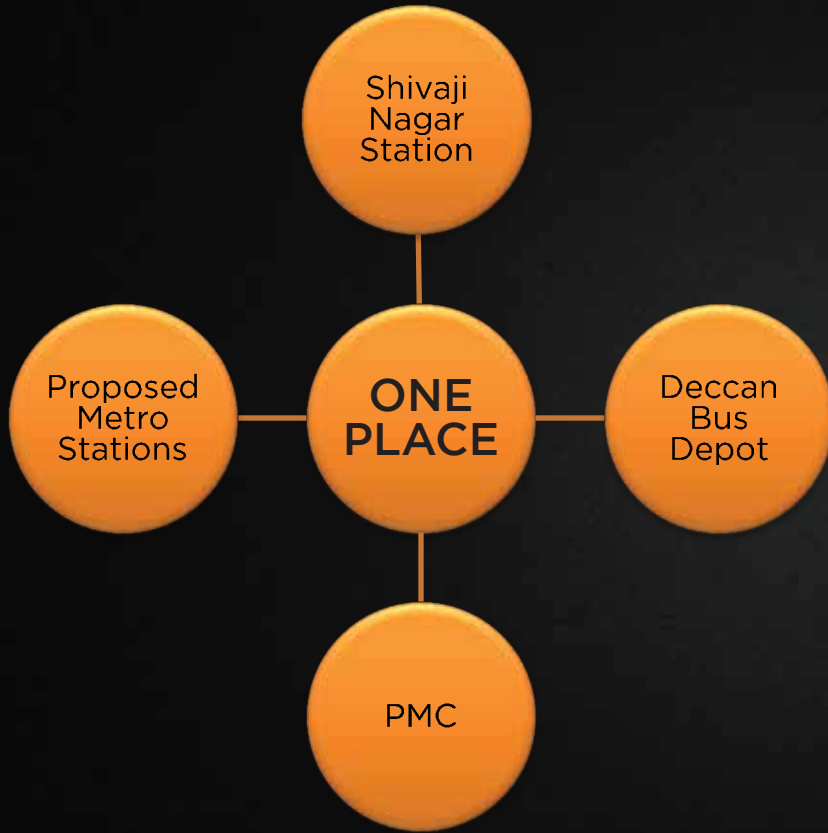 Shivaji
Nagar
Station
Proposed
Metro
Stations
ONE
PLACE
Deccan
Bus
Depot
PMC